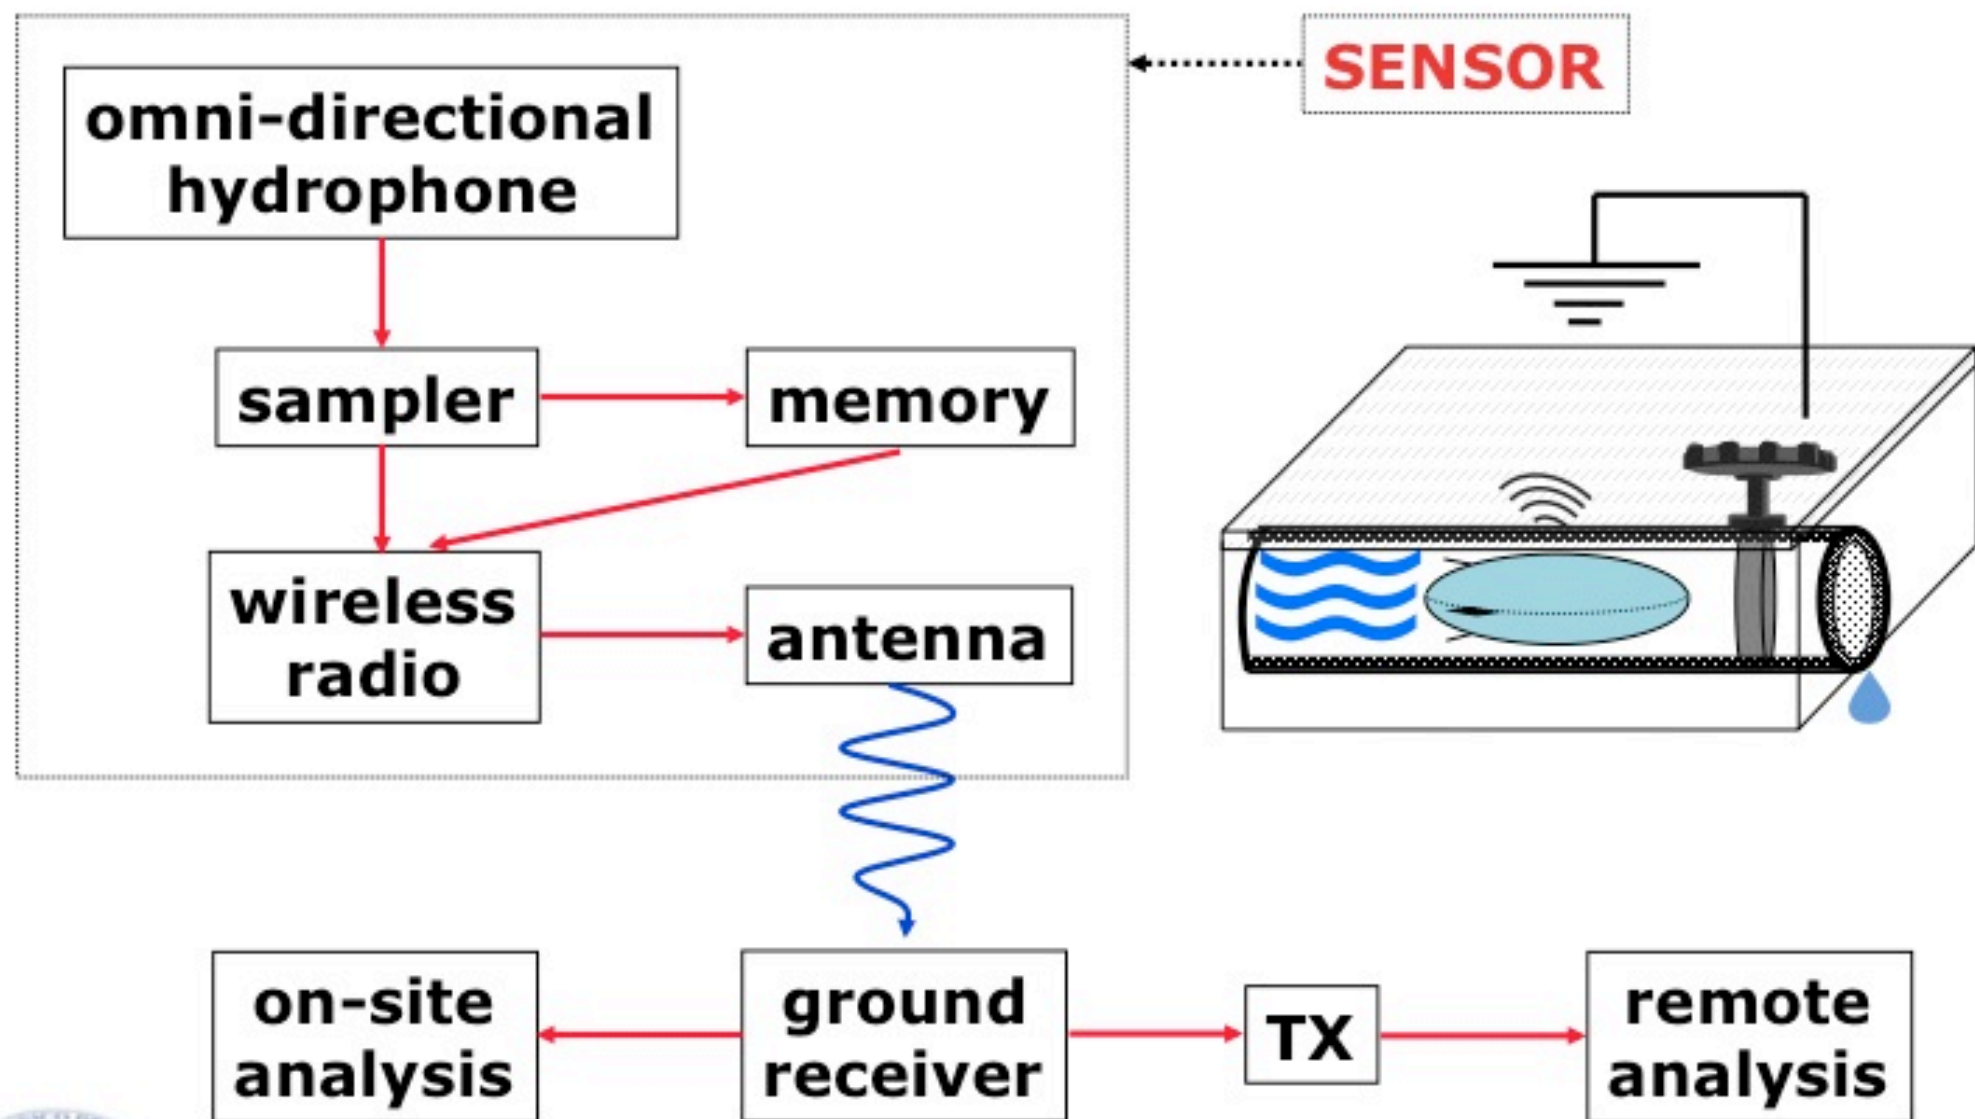 SENSOR
omni-directional
hydrophone
sampler
memory
wireless
radio
antenna
on-site
analysis
ground
receiver
TX
remote
analysis